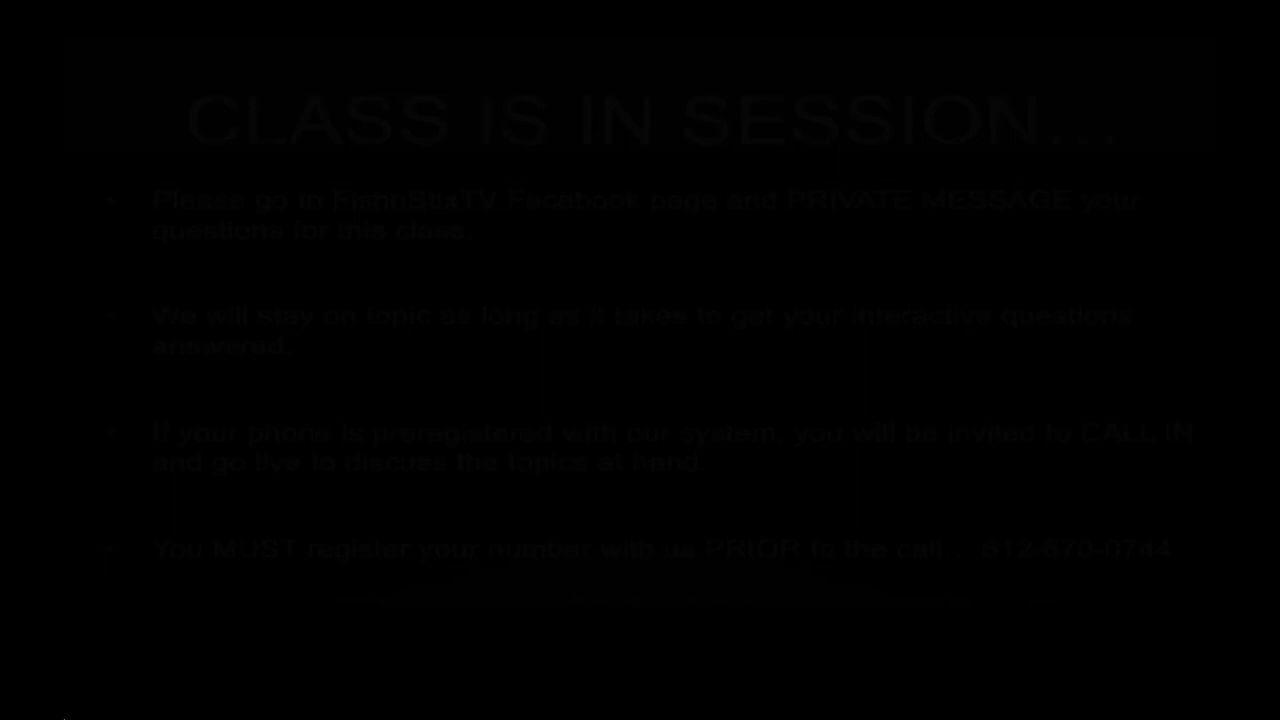 CLASS IS IN SESSION...
Please go in FishnStixTV Facebook page and PRIVATE MESSAGE your
questions for this class.
We will stay on topic as long as it takes to get your interactive questions
answered.
If your phone is preregistered with our system, you will be invited to CALL IN
and go live to discuss the topics at hand.
You MUST register your number with us PRIOR to the call.